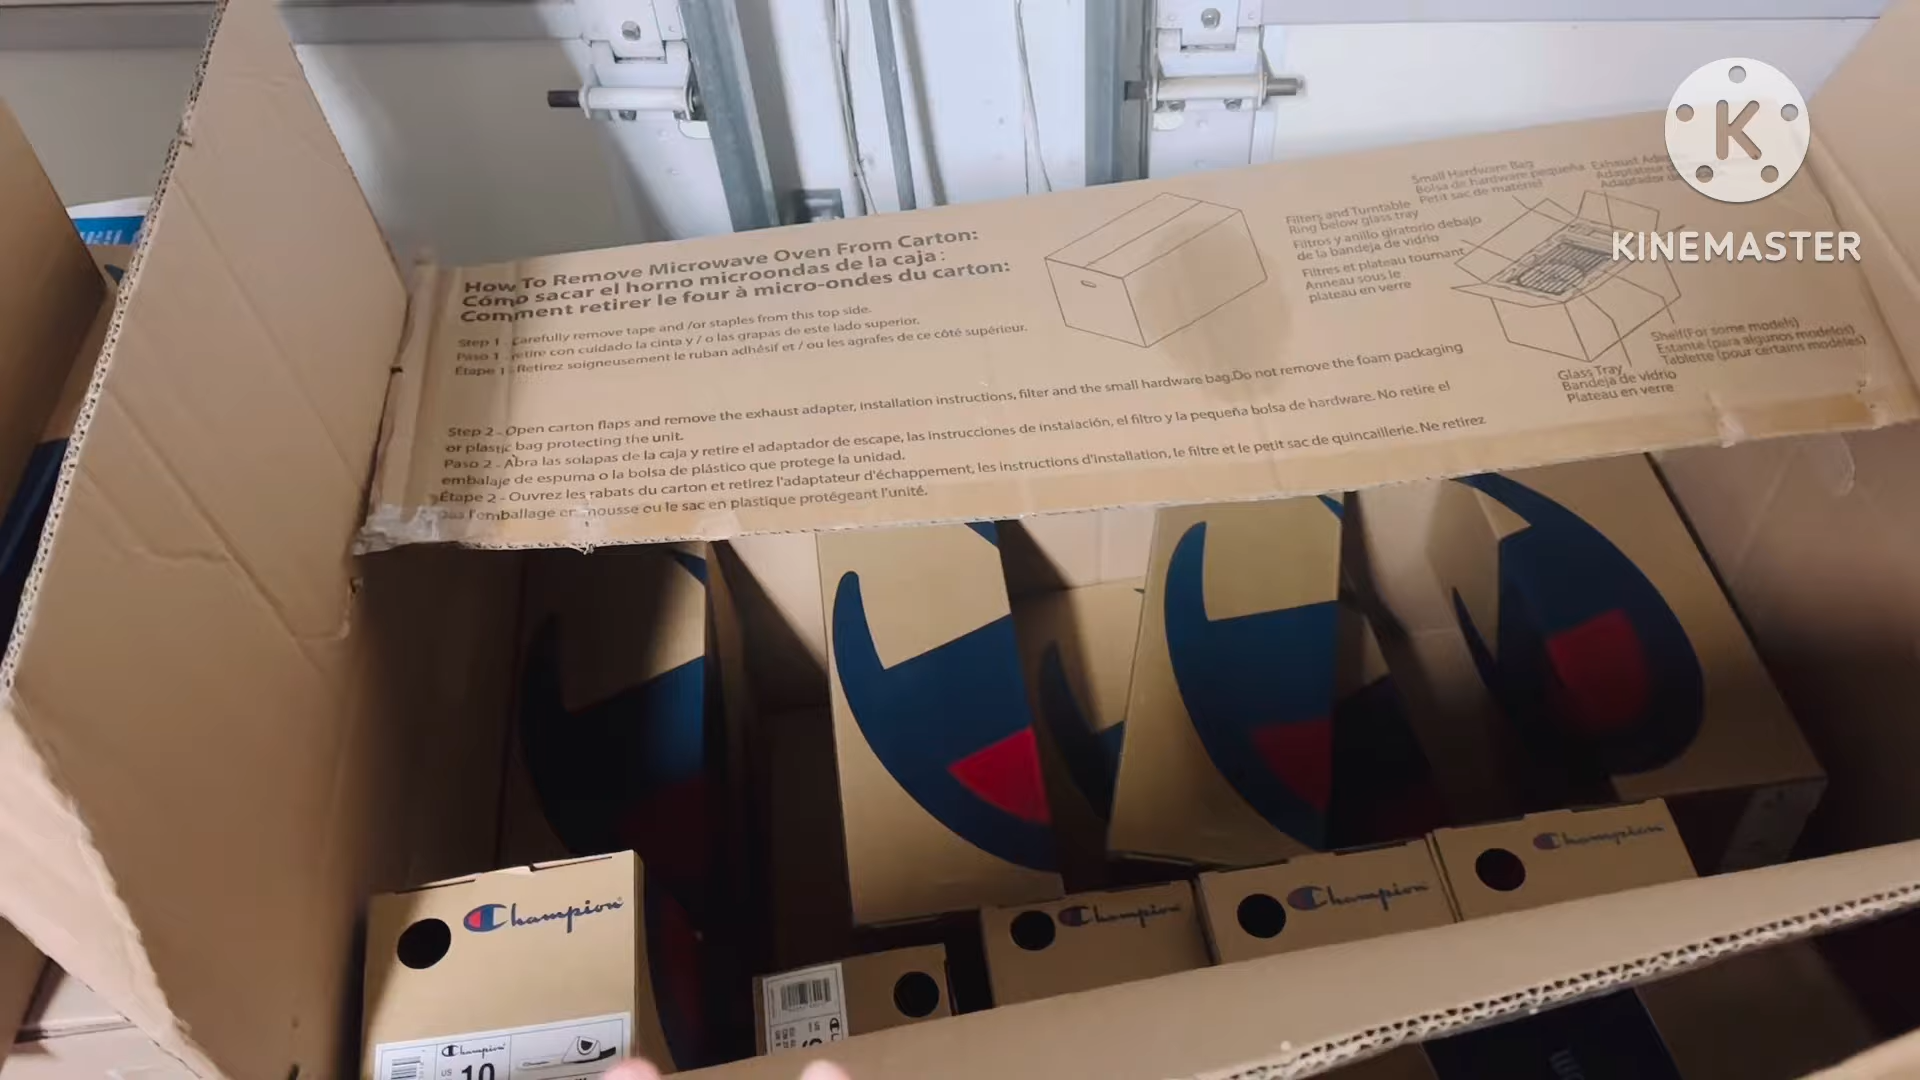 KINEMASTER
How To Remove Microwave Oven From Carton:
Cómo sacar el horno microondas de la caja:
Comment retirer le four à micro-ondes du carton:
Step 1 - Carefully remove tape and /or staples from this top side.
Paso 1 - retire con cuidado la cinta y / o las grapas de este lado superior.
Étape 1 - Retirez soigneusement le ruban adhésif et / ou les agrafes de ce côté supérieur.
Step 2 - Open carton flaps and remove the exhaust adapter, installation instructions, filter and the small hardware bag.Do not remove the foam packaging
or plastic bag protecting the unit.
Paso 2 - Abra las solapas de la caja y retire el adaptador de escape, las instrucciones de instalación, el filtro y la pequeña bolsa de hardware. No retire el
embalaje de espuma o la bolsa de plástico que protege la unidad.
Étape 2 - Ouvrez les rabats du carton et retirez l'adaptateur d'échappement, les instructions d'installation, le filtre et le petit sac de quincaillerie. Ne retirez
pas l'emballage en mousse ou le sac en plastique protégeant l'unité.
Small Hardware Bag
Bolsa de hardware pequeña
Petit sac de matériel
Exhaust
Filters and Turntable
Ring below glass tray
Filtros y anillo giratorio debajo
de la bandeja de vidrio
Filtres et plateau tournant
Anneau sous le
plateau en verre
Shelf(For some models)
Estante (para algunos modelos)
Tablette (pour certains modèles)
Glass Tray
Bandeja de vidrio
Plateau en verre
Champion
Champion
Champion
Champion
Champion
US 10